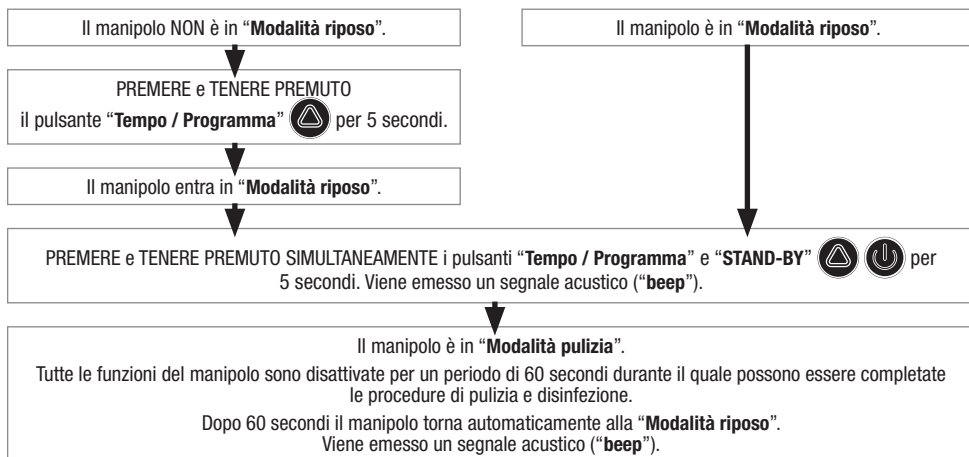 Il manipolo NON è in “Modalità riposo”.
Il manipolo è in “Modalità riposo”.
PREMERE e TENERE PREMUTO
il pulsante “Tempo / Programma” per 5 secondi.
Il manipolo entra in “Modalità riposo”.
PREMERE e TENERE PREMUTO SIMULTANEAMENTE i pulsanti “Tempo / Programma” e “STAND-BY” per
5 secondi. Viene emesso un segnale acustico (“beep”).
Il manipolo è in “Modalità pulizia”.
Tutte le funzioni del manipolo sono disattivate per un periodo di 60 secondi durante il quale possono essere completate
le procedure di pulizia e disinfezione.
Dopo 60 secondi il manipolo torna automaticamente alla “Modalità riposo”.
Viene emesso un segnale acustico (“beep”).